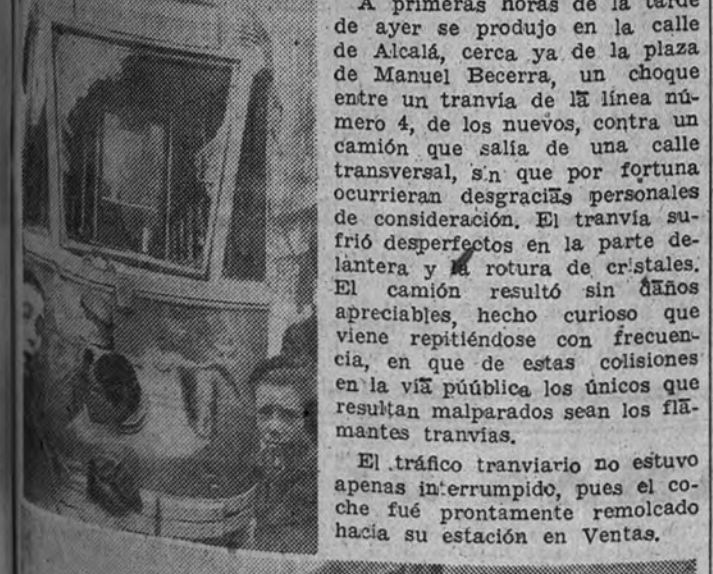 A primeras horas de la tarde
de ayer se produjo en la calle
de Alcalá, cerca ya de la plaza
de Manuel Becerra, un choque
entre un tranvía de la línea nú-
mero 4, de los nuevos, contra un
camión que salía de una calle
transversal, sin que por fortuna
ocurrieran desgracias personales
de consideración. El tranvía su-
frió desperfectos en la parte de-
lantera y la rotura de cristales.
El camión resultó sin daños
apreciables, hecho curioso que
viene repitiéndose con frecuen-
cia, en que de estas colisiones
en la vía púública los únicos que
resultan malparados sean los fla-
mantes tranvías.
El tráfico tranviario no estuvo
apenas interrumpido, pues el co-
che fué prontamente remolcado
hacia su estación en Ventas.